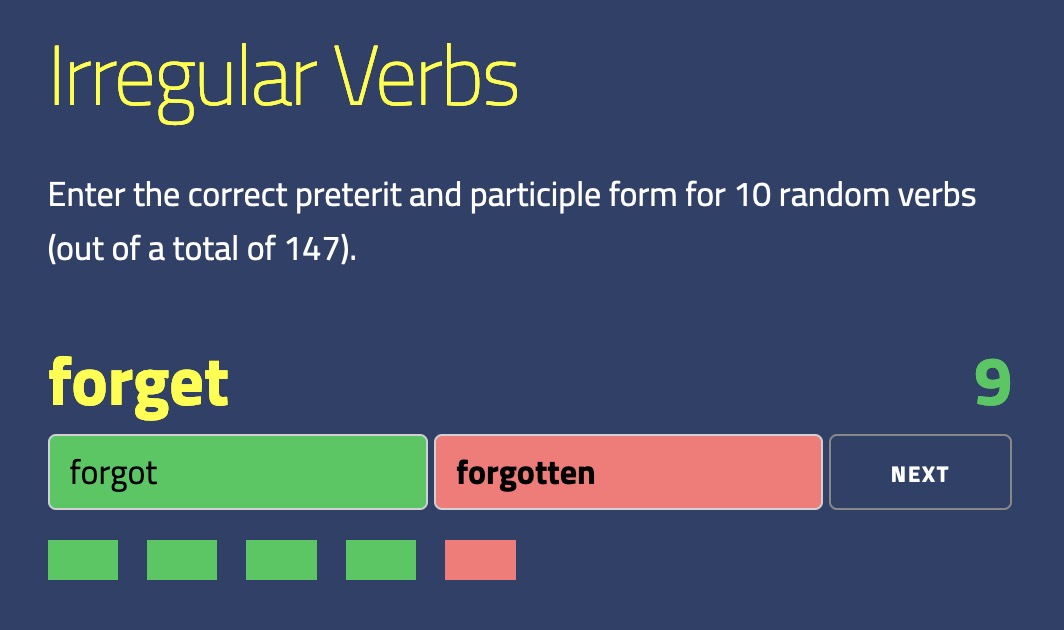 Irregular Verbs
Enter the correct preterit and participle form for 10 random verbs
(out of a total of 147).
forget 9
forgot forgotten NEXT